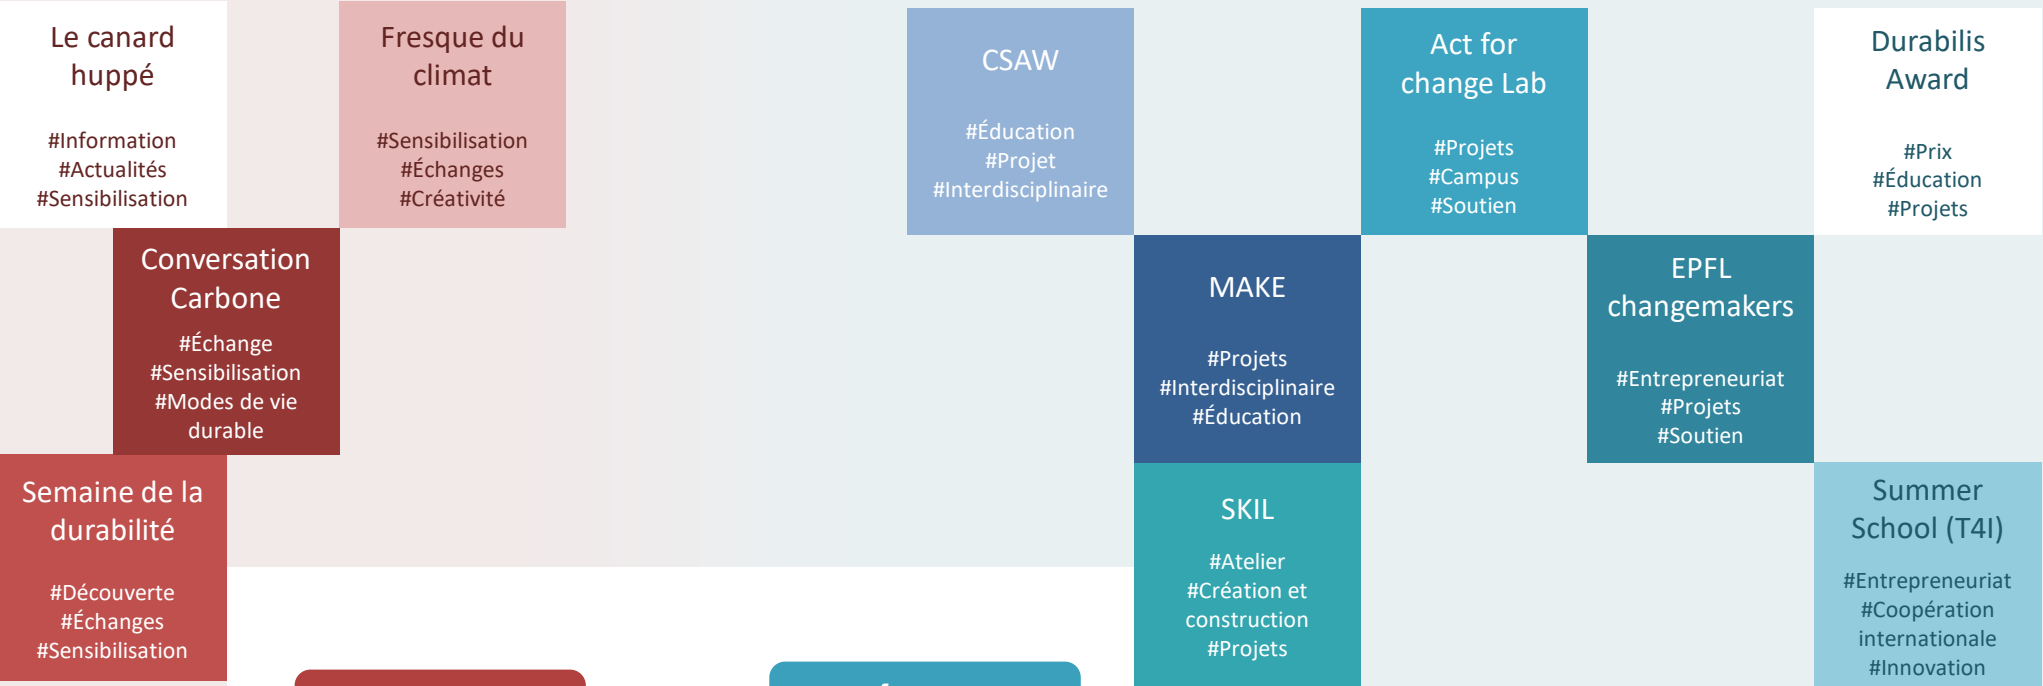 Le canard
huppé
#Information
#Actualités
#Sensibilisation
Fresque du
climat
#Sensibilisation
#Échanges
#Créativité
CSAW
#Éducation
#Projet
#Interdisciplinaire
Act for
change Lab
#Projets
#Campus
#Soutien
Durabilis
Award
#Prix
#Éducation
#Projets
Conversation
Carbone
#Échange
#Sensibilisation
#Modes de vie
durable
MAKE
#Projets
#Interdisciplinaire
#Éducation
EPFL
changemakers
#Entrepreneuriat
#Projets
#Soutien
Semaine de la
durabilité
#Découverte
#Échanges
#Sensibilisation
SKIL
#Atelier
#Création et
construction
#Projets
Summer
School (T4I)
#Entrepreneuriat
#Coopération
internationale
#Innovation